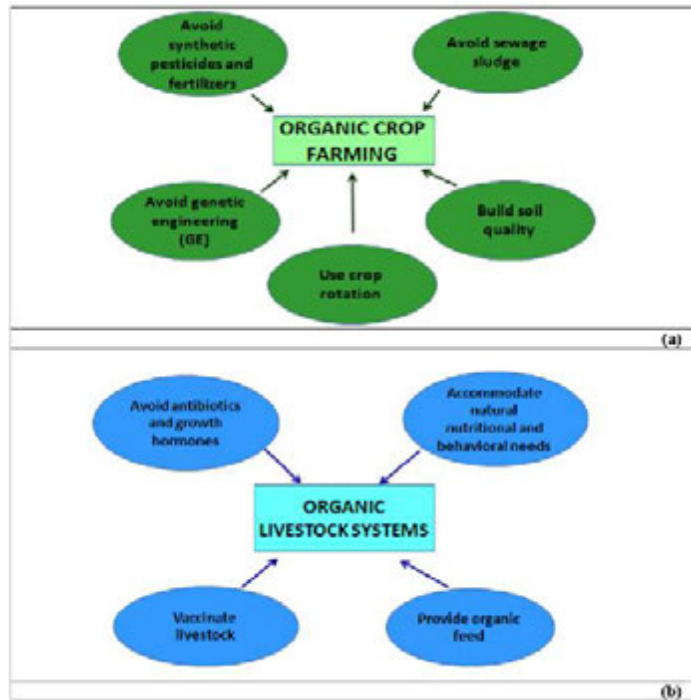 Avoid
synthetic
pesticides and
fertilizers
Avoid sewage
sludge
ORGANIC CROP
FARMING
Avoid genetic
engineering
(GE)
Build soil
quality
Use crop
rotation
(a)
Avoid antibiotics
and growth
hormones
Accommodate
natural
nutritional and
behavioral needs
ORGANIC
LIVESTOCK SYSTEMS
Vaccinate
livestock
Provide organic
feed
(b)